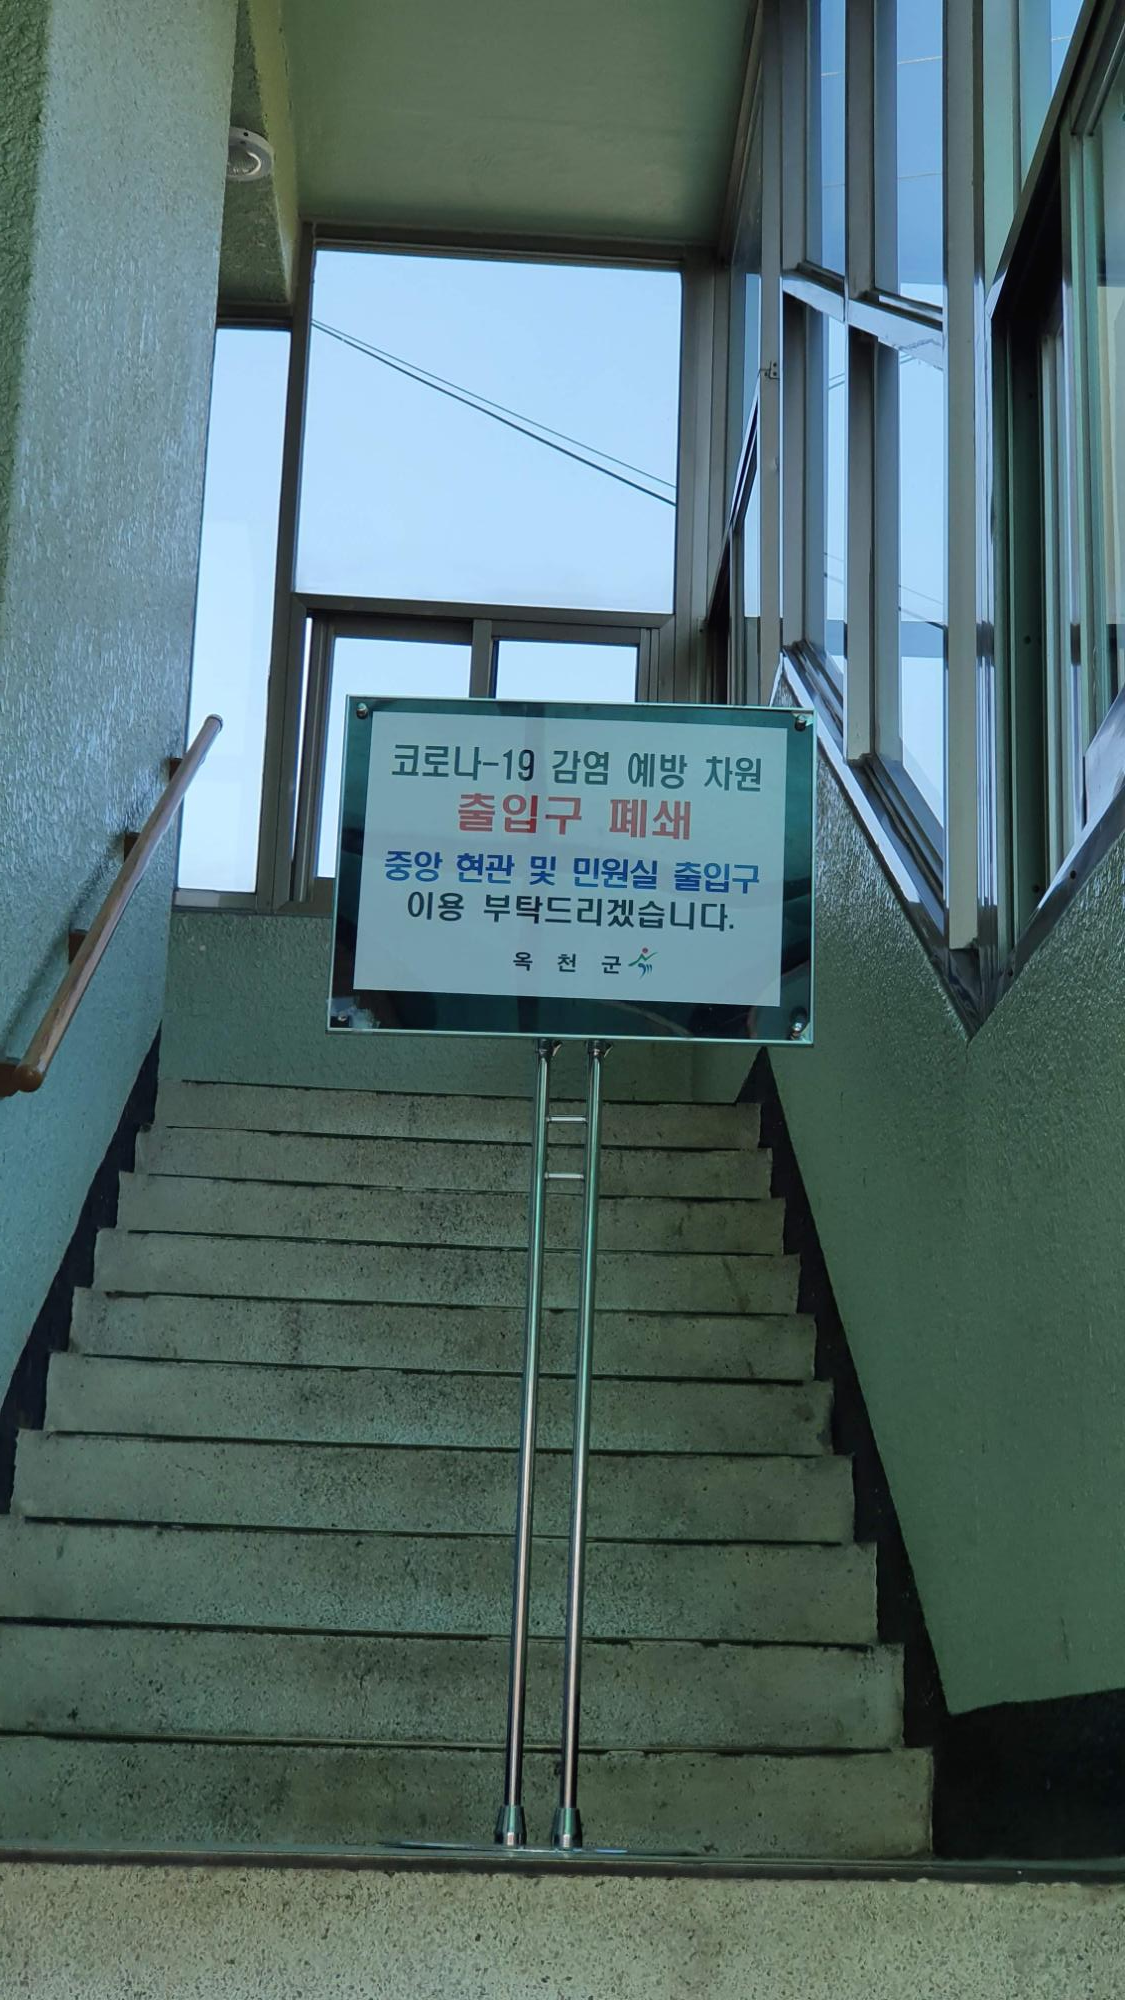 코로나-19 감염 예방 차원
출입구 폐쇄
중앙 현관 및 민원실 출입구
이용 부탁드리겠습니다.
옥 천 군